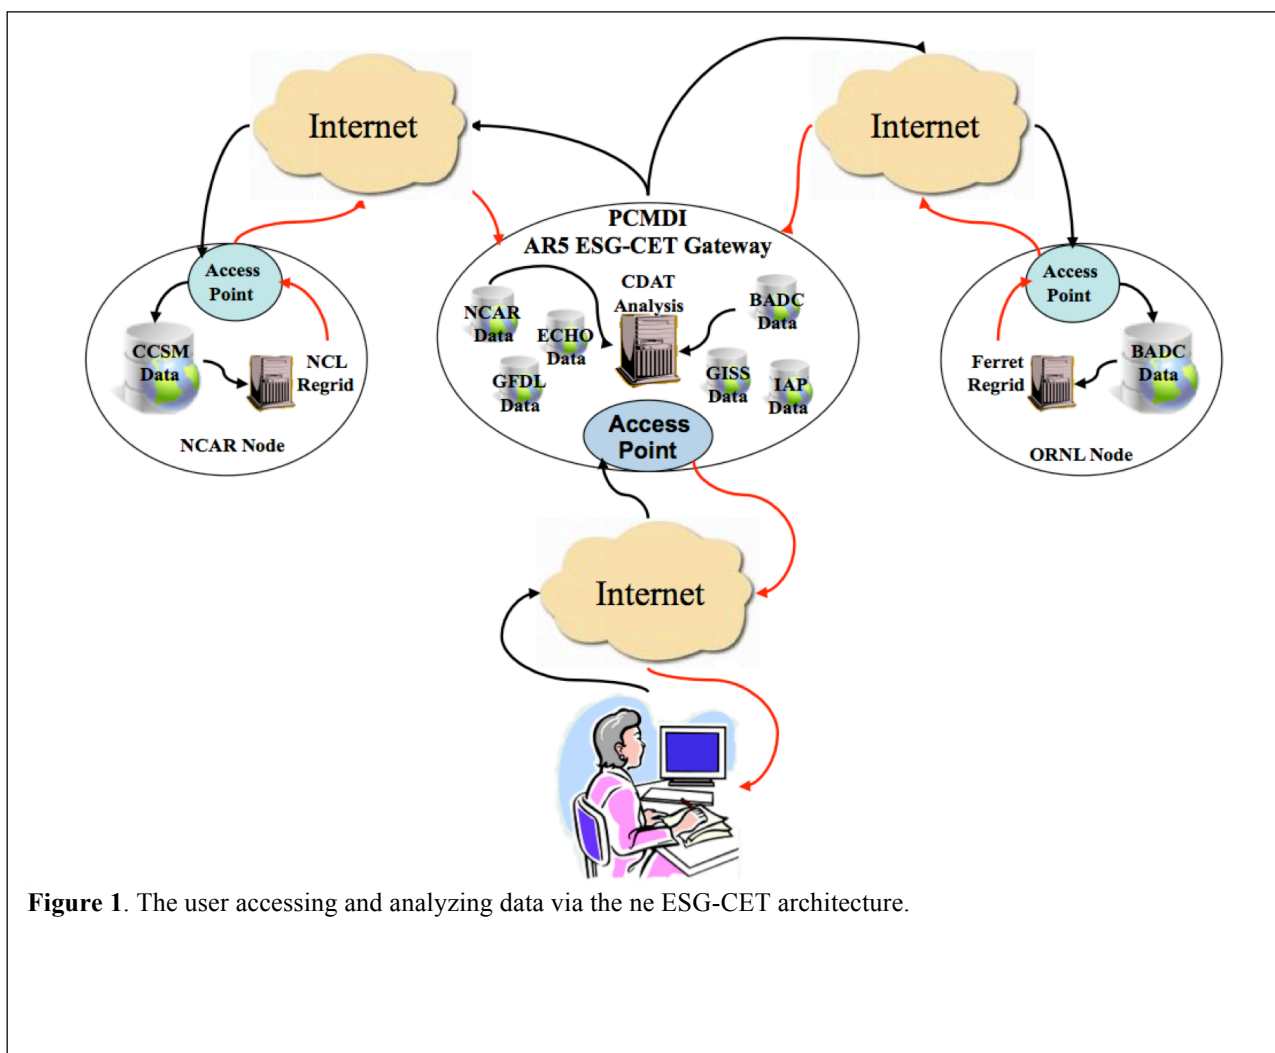 Internet
Internet
PCMDI
AR5 ESG-CET Gateway
Access
Point
CCSM
Data
NCL
Regrid
NCAR Node
CDAT
Analysis
NCAR
Data
ECHO
Data
GFDL
Data
BADC
Data
GISS
Data
IAP
Data
Access
Point
Access
Point
Ferret
Regrid
BADC
Data
ORNL Node
Internet
Figure 1. The user accessing and analyzing data via the ne ESG-CET architecture.